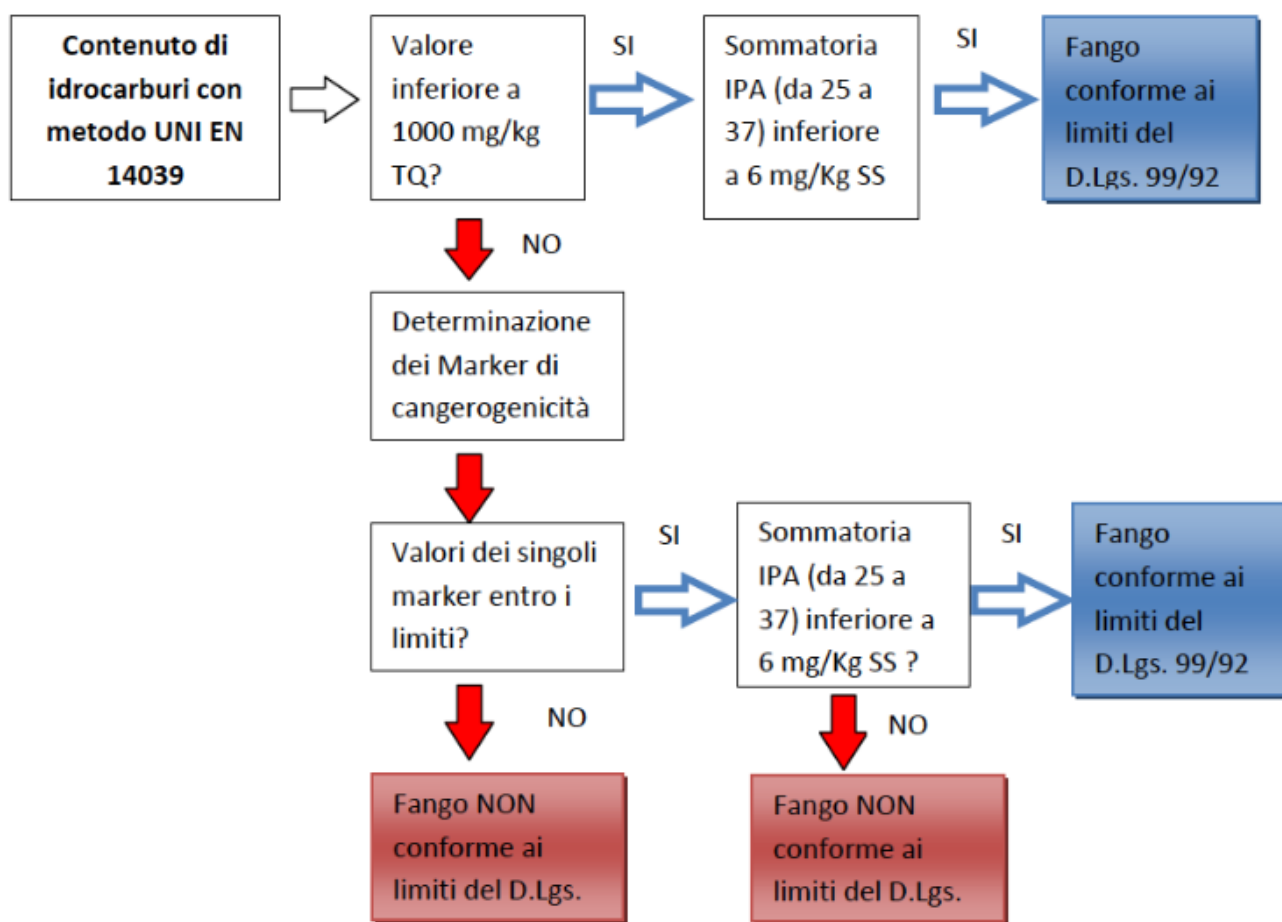 Contenuto di
idrocarburi con
metodo UNI EN
14039
Valore
inferiore a
1000 mg/kg
TQ?
SI
Sommatoria
IPA (da 25 a
37) inferiore
a 6 mg/Kg SS
SI
Fango
conforme ai
limiti del
D.Lgs. 99/92
NO
Determinazione
dei Marker di
cangerogenicità
Valori dei singoli
marker entro i
limiti?
SI
Sommatoria
IPA (da 25 a
37) inferiore a
6 mg/Kg SS ?
SI
Fango
conforme ai
limiti del
D.Lgs. 99/92
NO
NO
Fango NON
conforme ai
limiti del D.Lgs.
Fango NON
conforme ai
limiti del D.Lgs.